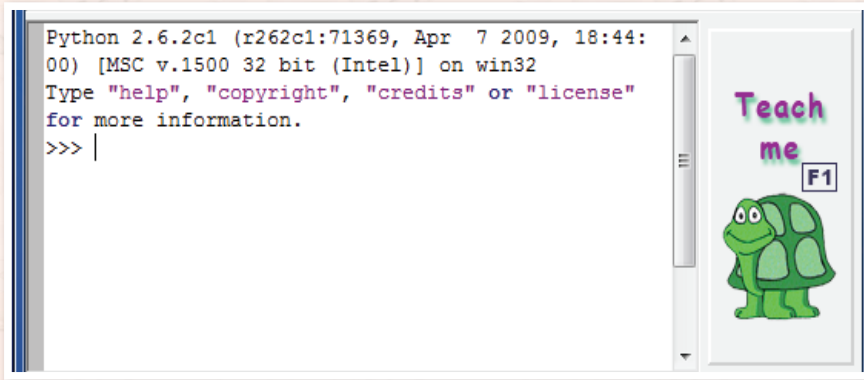 Python 2.6.2c1 (r262c1:71369, Apr  7 2009, 18:44:
00) [MSC v.1500 32 bit (Intel)] on win32
Type "help", "copyright", "credits" or "license"
for more information.
>>>
Teach
me
F1